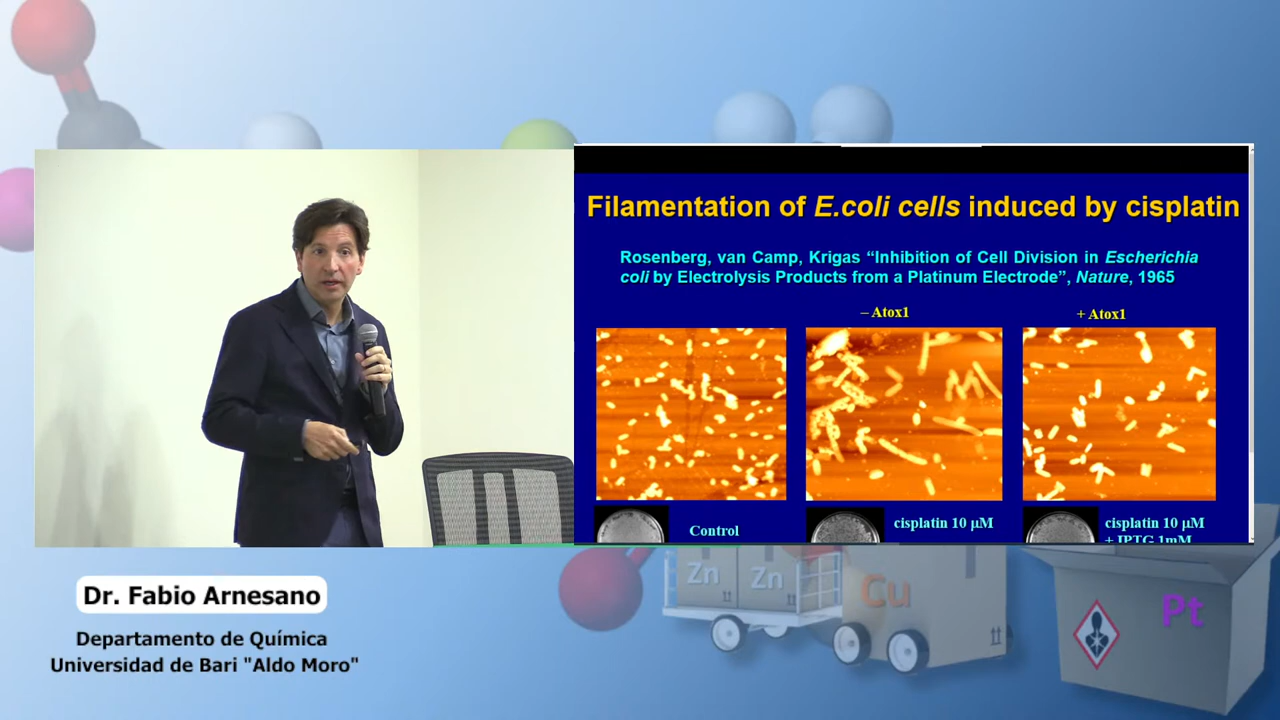 Filamentation of E.coli cells induced by cisplatin
Rosenberg, van Camp, Krigas “Inhibition of Cell Division in Escherichia
coli by Electrolysis Products from a Platinum Electrode”, Nature, 1965
– Atox1
+ Atox1
Control
cisplatin 10 µM
cisplatin 10 µM
+ IPTG 1mM
Dr. Fabio Arnesano
Departamento de Química
Universidad de Bari "Aldo Moro"
Zn
Zn
Cu
Pt